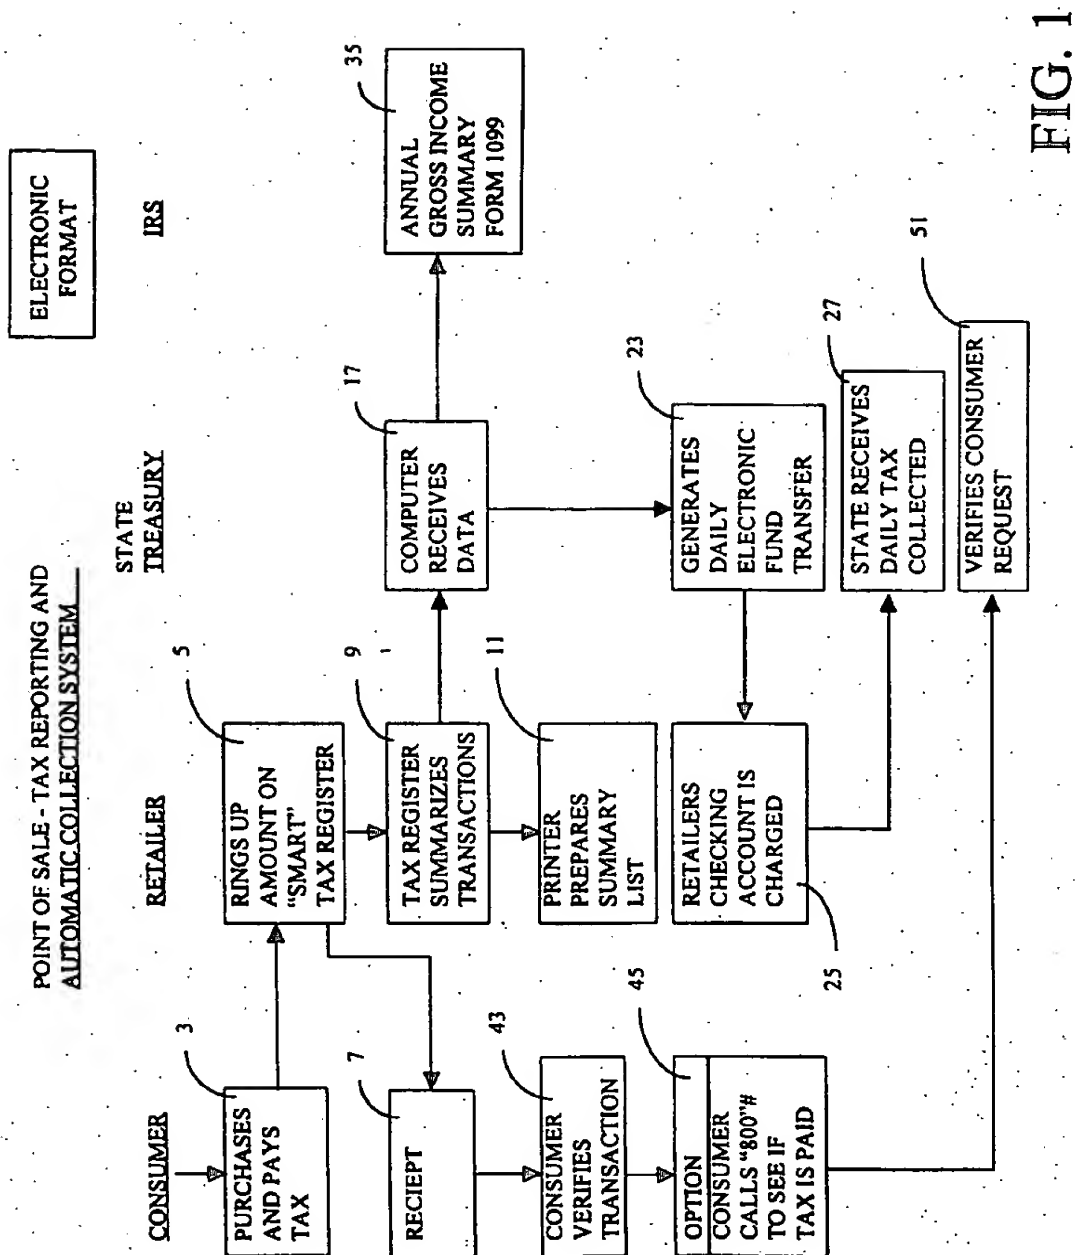 POINT OF SALE - TAX REPORTING AND
AUTOMATIC COLLECTION SYSTEM
ELECTRONIC
FORMAT
CONSUMER
RETAILER
STATE
TREASURY
IRS
3
PURCHASES
AND PAYS
TAX
5
RINGS UP
AMOUNT ON
“SMART”
TAX REGISTER
7
RECIEPT
9
TAX REGISTER
SUMMARIZES
TRANSACTIONS
17
COMPUTER
RECEIVES
DATA
35
ANNUAL
GROSS INCOME
SUMMARY
FORM 1099
43
CONSUMER
VERIFIES
TRANSACTION
11
PRINTER
PREPARES
SUMMARY
LIST
45
OPTION
CONSUMER
CALLS “800”#
TO SEE IF
TAX IS PAID
25
RETAILERS
CHECKING
ACCOUNT IS
CHARGED
23
GENERATES
DAILY
ELECTRONIC
FUND
TRANSFER
27
STATE RECEIVES
DAILY TAX
COLLECTED
51
VERIFIES CONSUMER
REQUEST
FIG. 1